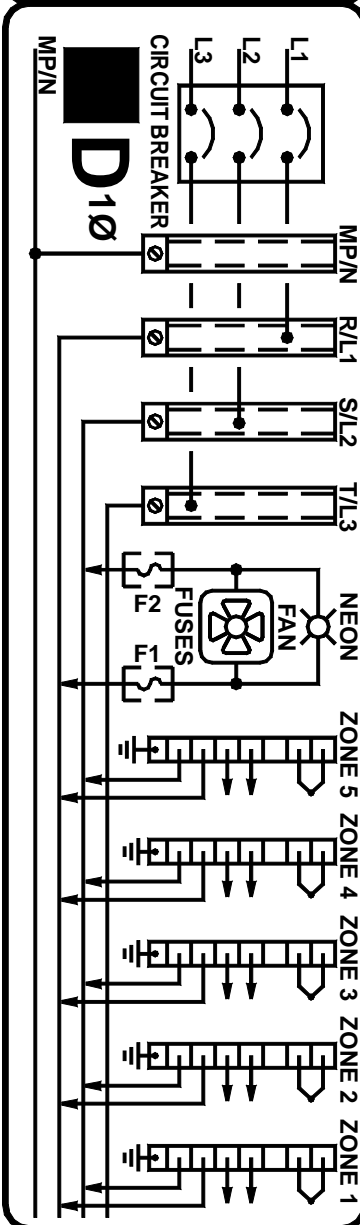 MP/N
R/L1
S/L2
T/L3
NEON
ZONE 5
ZONE 4
ZONE 3
ZONE 2
ZONE 1
L1
L2
L3
FAN
FUSES
F2
F1
CIRCUIT BREAKER
D 1Ø
MP/N